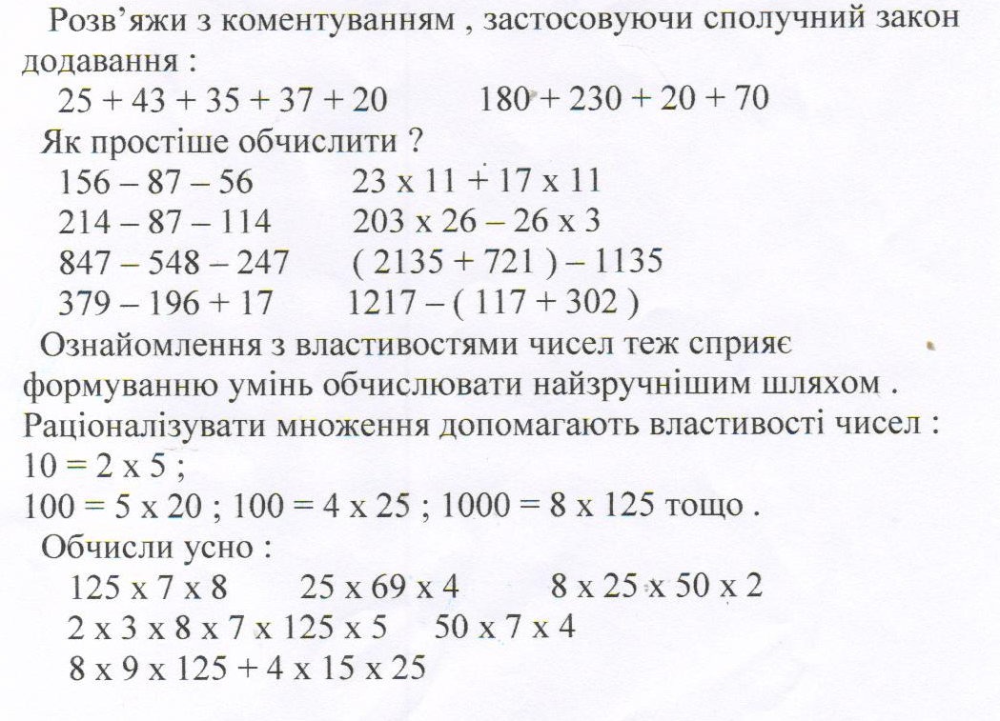 Розв’яжи з коментуванням , застосовуючи сполучний закон
додавання :
25 + 43 + 35 + 37 + 20 180 + 230 + 20 + 70
Як простіше обчислити ?
156 – 87 – 56 23 х 11 + 17 х 11
214 – 87 – 114 203 х 26 – 26 х 3
847 – 548 – 247 ( 2135 + 721 ) – 1135
379 – 196 + 17 1217 – ( 117 + 302 )
Ознайомлення з властивостями чисел теж сприяє
формуванню умінь обчислювати найзручнішим шляхом .
Раціоналізувати множення допомагають властивості чисел :
10 = 2 х 5 ;
100 = 5 х 20 ; 100 = 4 х 25 ; 1000 = 8 х 125 тощо .
Обчисли усно :
125 х 7 х 8 25 х 69 х 4 8 х 25 х 50 х 2
2 х 3 х 8 х 7 х 125 х 5 50 х 7 х 4
8 х 9 х 125 + 4 х 15 х 25